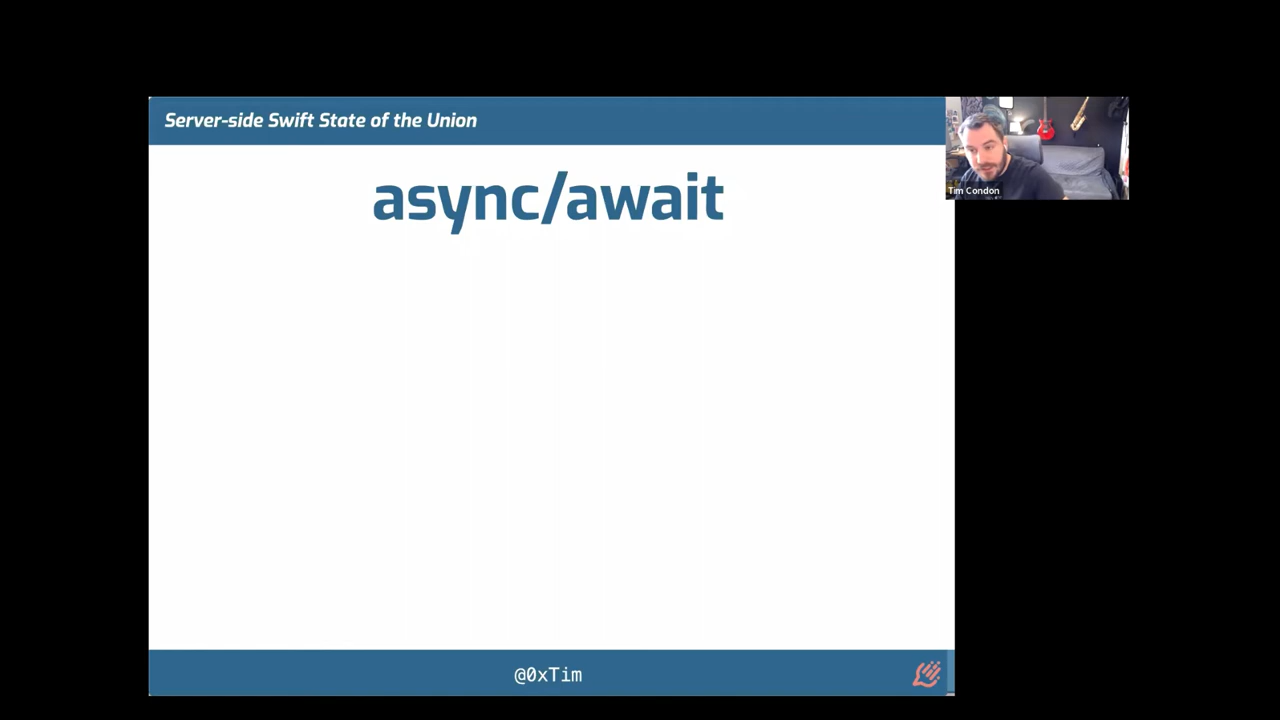 Server-side Swift State of the Union
async/await
Tim Condon
@0xTim